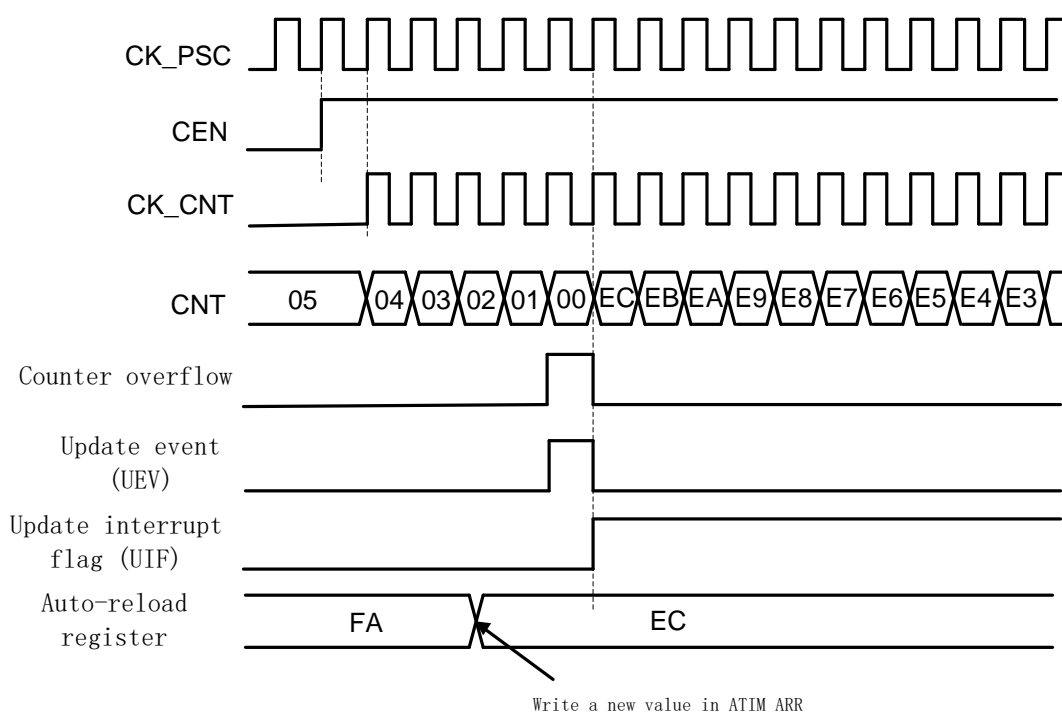 CK_PSC
CEN
CK_CNT
CNT
05 04 03 02 01 00 EC EB EA E9 E8 E7 E6 E5 E4 E3
Counter overflow
Update event
(UEV)
Update interrupt
flag (UIF)
Auto-reload
register
FA EC
Write a new value in ATIM ARR